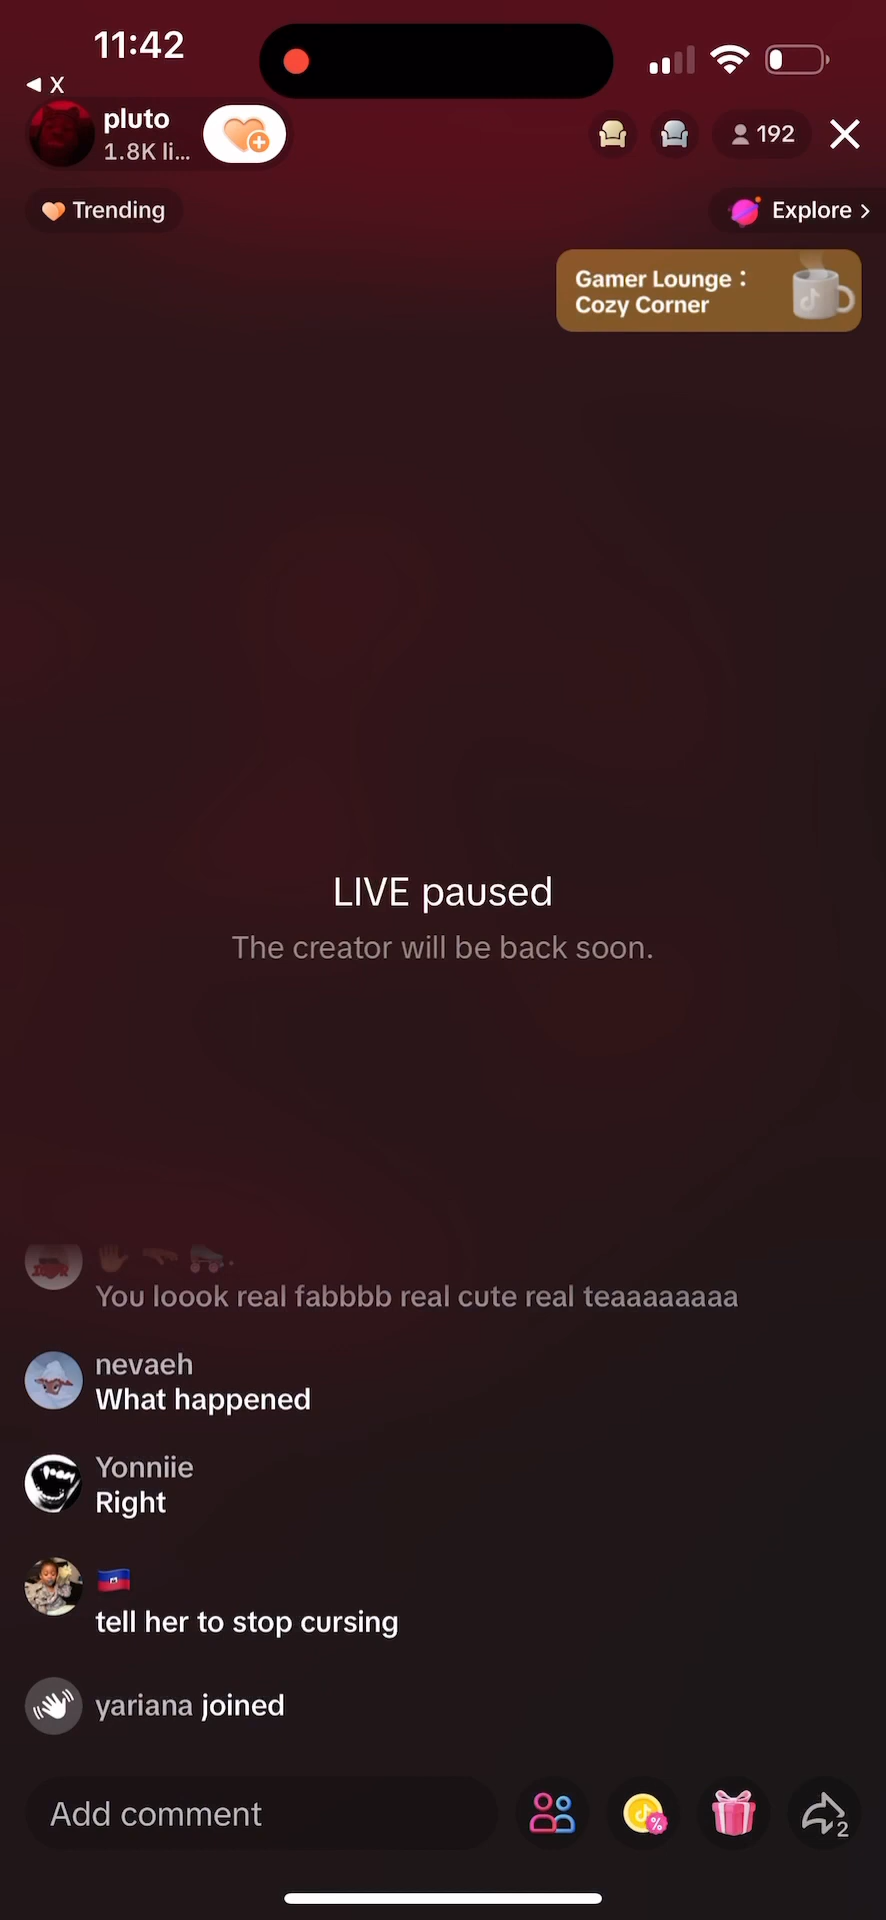 11:42
◀ X
pluto
1.8K li...
192
Trending
Explore >
Gamer Lounge：
Cozy Corner
LIVE paused
The creator will be back soon.
🖐🏾 🫳🏾 🛼.
You loook real fabbbb real cute real teaaaaaaaa
nevaeh
What happened
Yonniie
Right
🇭🇹
tell her to stop cursing
yariana joined
Add comment
2